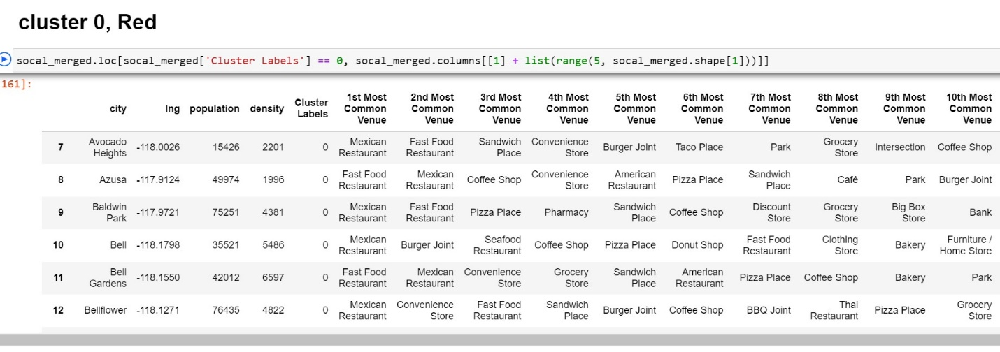 cluster 0, Red
socal_merged.loc[socal_merged['Cluster Labels'] == 0, socal_merged.columns[[1] + list(range(5, socal_merged.shape[1]))]]
161]:
city lng population density Cluster Labels 1st Most Common Venue 2nd Most Common Venue 3rd Most Common Venue 4th Most Common Venue 5th Most Common Venue 6th Most Common Venue 7th Most Common Venue 8th Most Common Venue 9th Most Common Venue 10th Most Common Venue
7 Avocado Heights -118.0026 15426 2201 0 Mexican Restaurant Fast Food Restaurant Sandwich Place Convenience Store Burger Joint Taco Place Park Grocery Store Intersection Coffee Shop
8 Azusa -117.9124 49974 1996 0 Fast Food Restaurant Mexican Restaurant Coffee Shop Convenience Store American Restaurant Pizza Place Sandwich Place Café Park Burger Joint
9 Baldwin Park -117.9721 75251 4381 0 Mexican Restaurant Fast Food Restaurant Pizza Place Pharmacy Sandwich Place Coffee Shop Discount Store Grocery Store Big Box Store Bank
10 Bell -118.1798 35521 5486 0 Mexican Restaurant Burger Joint Seafood Restaurant Coffee Shop Pizza Place Donut Shop Fast Food Restaurant Clothing Store Bakery Furniture / Home Store
11 Bell Gardens -118.1550 42012 6597 0 Fast Food Restaurant Mexican Restaurant Convenience Store Grocery Store Sandwich Place American Restaurant Pizza Place Coffee Shop Bakery Park
12 Bellflower -118.1271 76435 4822 0 Mexican Restaurant Convenience Store Fast Food Restaurant Sandwich Place Burger Joint Coffee Shop BBQ Joint Thai Restaurant Pizza Place Grocery Store